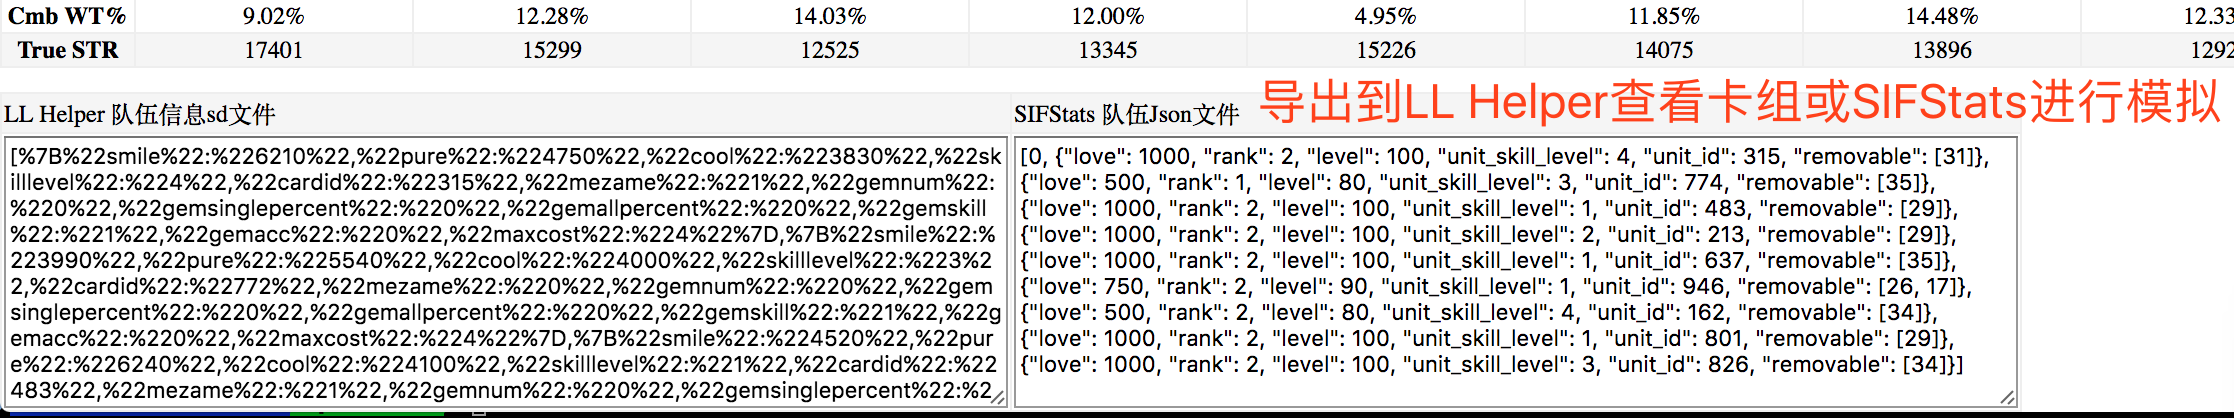 Cmb WT% 9.02% 12.28% 14.03% 12.00% 4.95% 11.85% 14.48% 12.33
True STR 17401 15299 12525 13345 15226 14075 13896 1292
导出到LL Helper查看卡组或SIFStats进行模拟
LL Helper 队伍信息sd文件
[%7B%22smile%22:%226210%22,%22pure%22:%224750%22,%22cool%22:%223830%22,%22sk
illlevel%22:%224%22,%22cardid%22:%22315%22,%22mezame%22:%221%22,%22gemnum%22:
%220%22,%22gemsinglepercent%22:%220%22,%22gemallpercent%22:%220%22,%22gemskill
%22:%221%22,%22gemacc%22:%220%22,%22maxcost%22:%224%22%7D,%7B%22smile%22:%
223990%22,%22pure%22:%225540%22,%22cool%22:%224000%22,%22skilllevel%22:%223%2
2,%22cardid%22:%22772%22,%22mezame%22:%220%22,%22gemnum%22:%220%22,%22gem
singlepercent%22:%220%22,%22gemallpercent%22:%220%22,%22gemskill%22:%221%22,%22g
emacc%22:%220%22,%22maxcost%22:%224%22%7D,%7B%22smile%22:%224520%22,%22pur
e%22:%226240%22,%22cool%22:%224100%22,%22skilllevel%22:%221%22,%22cardid%22:%22
483%22,%22mezame%22:%221%22,%22gemnum%22:%220%22,%22gemsinglepercent%22:%2
SIFStats 队伍Json文件
[0, {"love": 1000, "rank": 2, "level": 100, "unit_skill_level": 4, "unit_id": 315, "removable": [31]},
{"love": 500, "rank": 1, "level": 80, "unit_skill_level": 3, "unit_id": 774, "removable": [35]},
{"love": 1000, "rank": 2, "level": 100, "unit_skill_level": 1, "unit_id": 483, "removable": [29]},
{"love": 1000, "rank": 2, "level": 100, "unit_skill_level": 2, "unit_id": 213, "removable": [29]},
{"love": 1000, "rank": 2, "level": 100, "unit_skill_level": 1, "unit_id": 637, "removable": [35]},
{"love": 750, "rank": 2, "level": 90, "unit_skill_level": 1, "unit_id": 946, "removable": [26, 17]},
{"love": 500, "rank": 2, "level": 80, "unit_skill_level": 4, "unit_id": 162, "removable": [34]},
{"love": 1000, "rank": 2, "level": 100, "unit_skill_level": 1, "unit_id": 801, "removable": [29]},
{"love": 1000, "rank": 2, "level": 100, "unit_skill_level": 3, "unit_id": 826, "removable": [34]}]